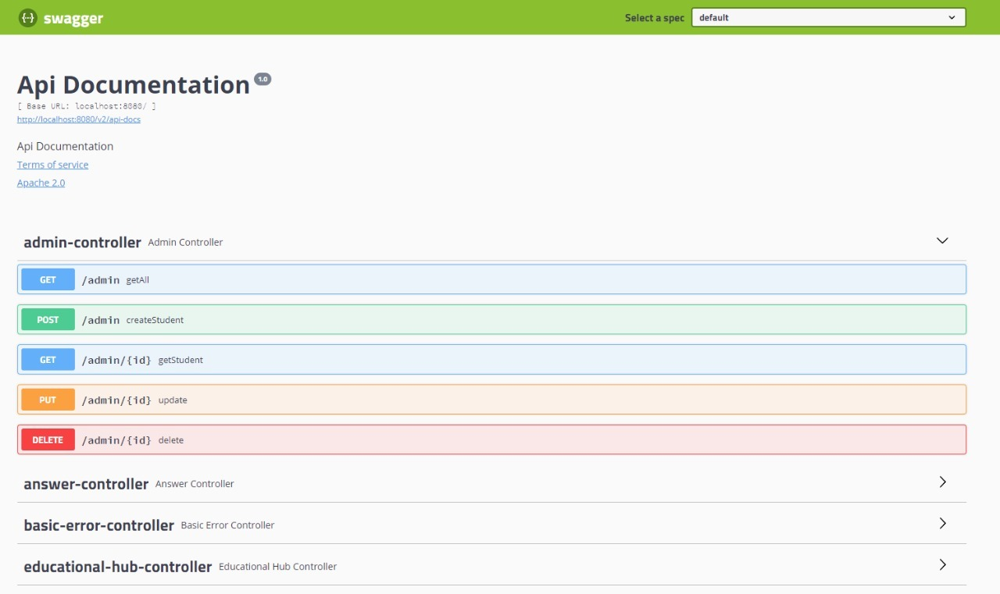 {··} swagger Select a spec default
Api Documentation 1.0
[ Base URL: localhost:8080/ ]
http://localhost:8080/v2/api-docs
Api Documentation
Terms of service
Apache 2.0
admin-controller Admin Controller
GET /admin getAll
POST /admin createStudent
GET /admin/{id} getStudent
PUT /admin/{id} update
DELETE /admin/{id} delete
answer-controller Answer Controller
basic-error-controller Basic Error Controller
educational-hub-controller Educational Hub Controller